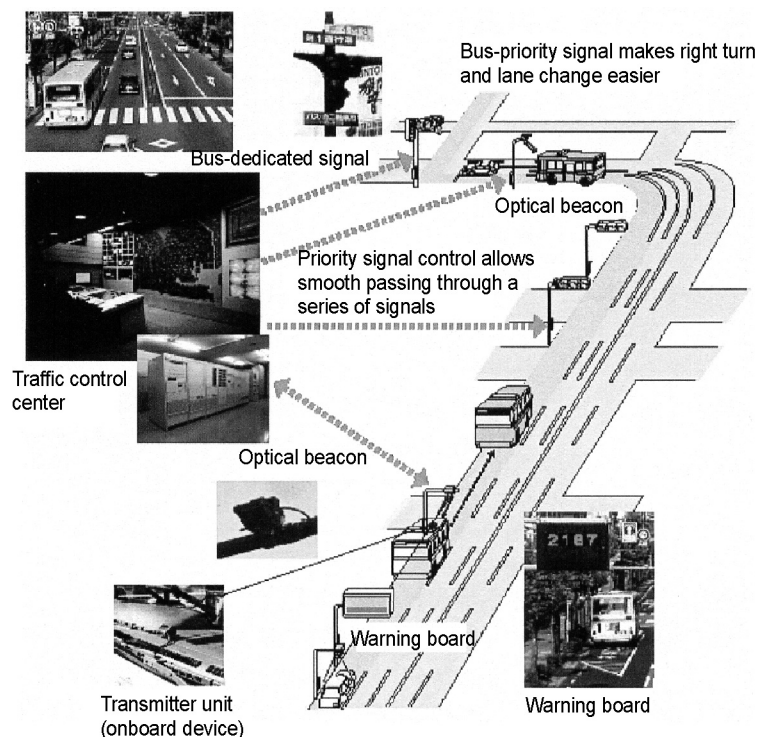 Bus-priority signal makes right turn
and lane change easier
Bus-dedicated signal
Optical beacon
Priority signal control allows
smooth passing through a
series of signals
Traffic control
center
Optical beacon
2187
Warning board
Transmitter unit
(onboard device)
Warning board